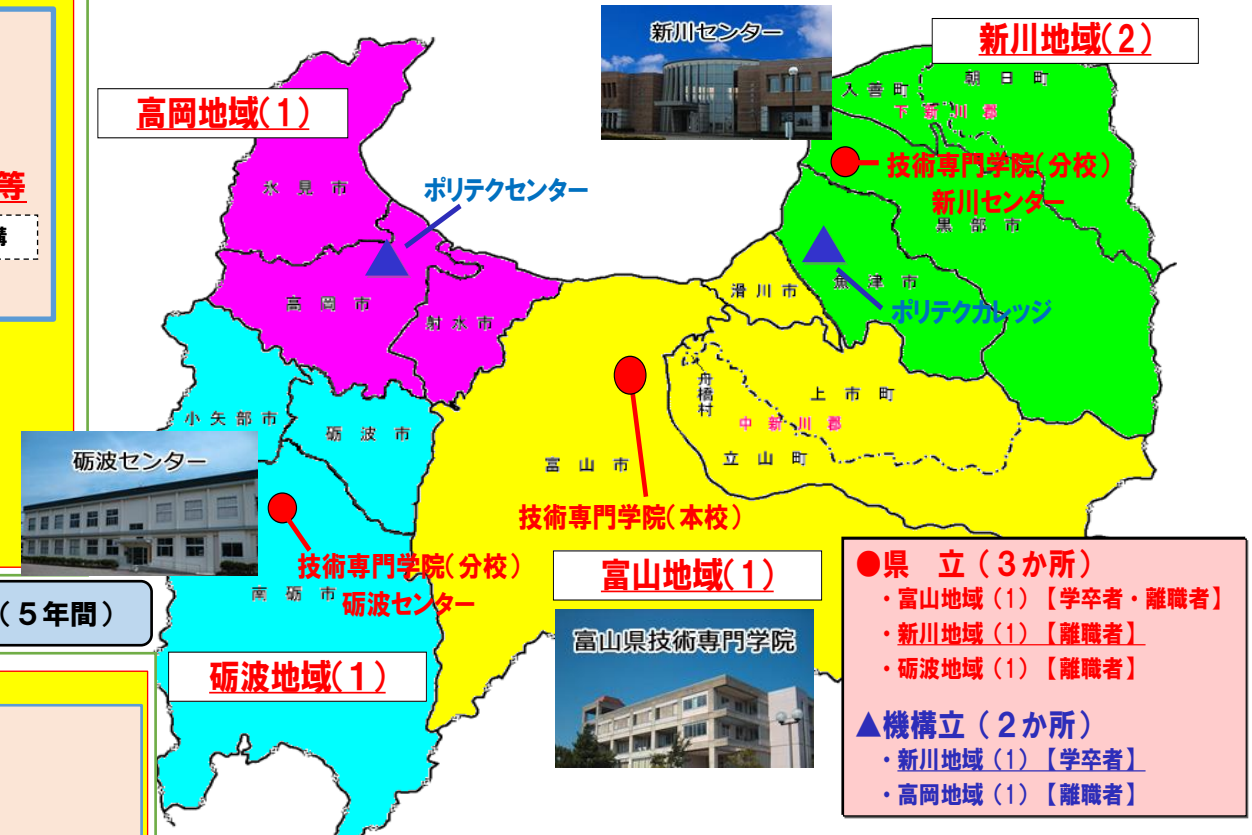 等
構
（５年間）
高岡地域(１)
新川センター
新川地域(２)
朝日町
入善町
下新川郡
氷見市
ポリテクセンター
技術専門学院(分校)
新川センター
黒部市
高岡市
射水市
滑川市
魚津市
ポリテクカレッジ
舟橋村
上市町
中新川郡
立山町
小矢部市
砺波市
砺波センター
富山市
技術専門学院(本校)
技術専門学院(分校)
砺波センター
南砺市
富山地域(１)
富山県技術専門学院
砺波地域(１)
●県　立（３か所）
・富山地域（1）【学卒者・離職者】
・新川地域（1）【離職者】
・砺波地域（1）【離職者】
▲機構立（２か所）
・新川地域（1）【学卒者】
・高岡地域（1）【離職者】